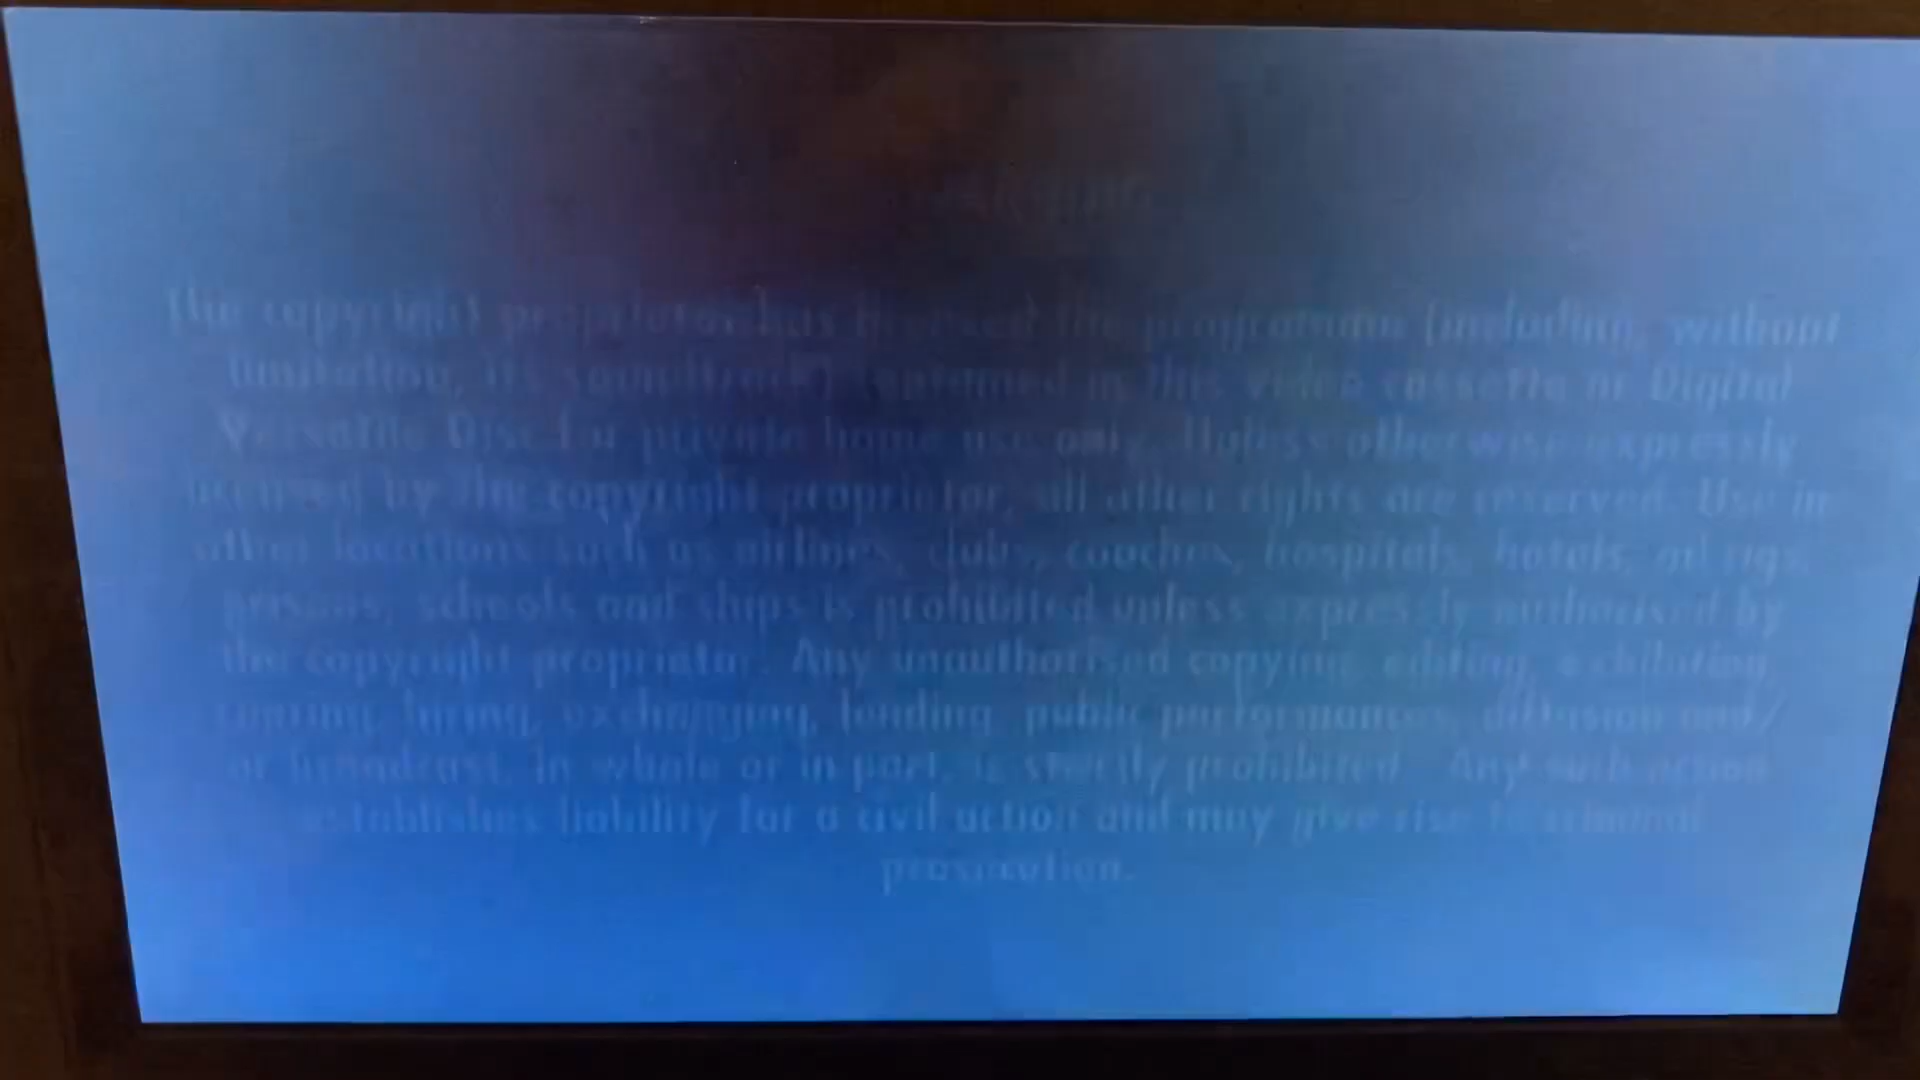 The copyright proprietor has licensed the programme (including, without
limitation, its soundtrack) contained in this video cassette or Digital
Versatile Disc for private home use only. Unless otherwise expressly
licensed by the copyright proprietor, all other rights are reserved. Use in
other locations such as airlines, clubs, coaches, hospitals, hotels, oil rigs,
prisons, schools and ships is prohibited unless expressly authorised by
the copyright proprietor. Any unauthorised copying, editing, exhibition,
renting, hiring, exchanging, lending, public performances, diffusion and/
or broadcast, in whole or in part, is strictly prohibited. Any such action
establishes liability for a civil action and may give rise to criminal
prosecution.